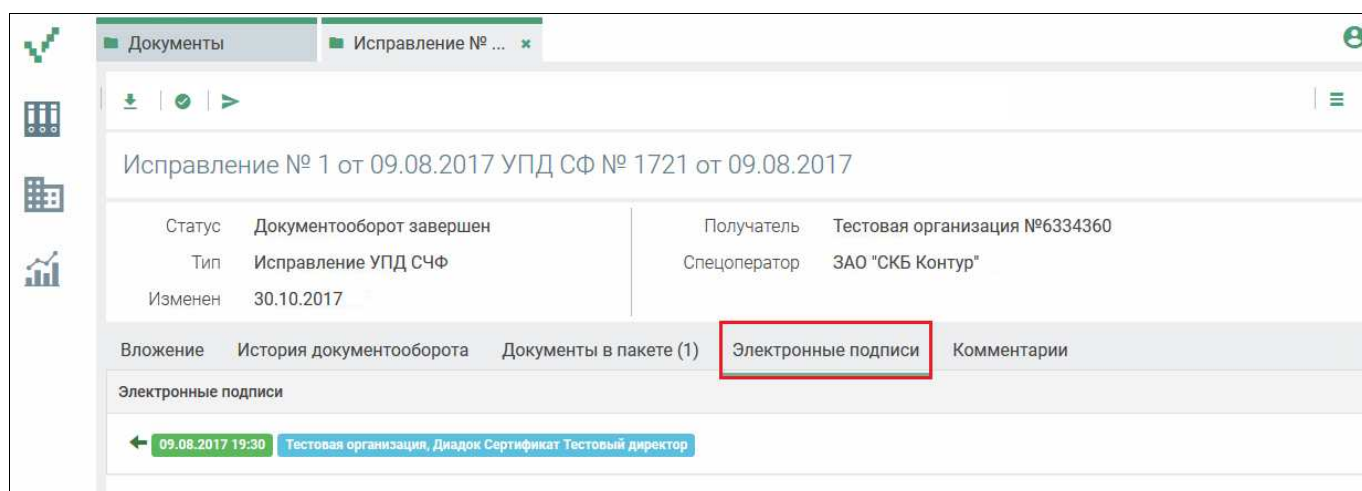 Документы
Исправление № ...
Исправление № 1 от 09.08.2017 УПД СФ № 1721 от 09.08.2017
Статус Документооборот завершен Получатель Тестовая организация №6334360
Тип Исправление УПД СЧФ Спецоператор ЗАО "СКБ Контур"
Изменен 30.10.2017
Вложение История документооборота Документы в пакете (1) Электронные подписи Комментарии
Электронные подписи
09.08.2017 19:30 Тестовая организация, Диадок Сертификат Тестовый директор